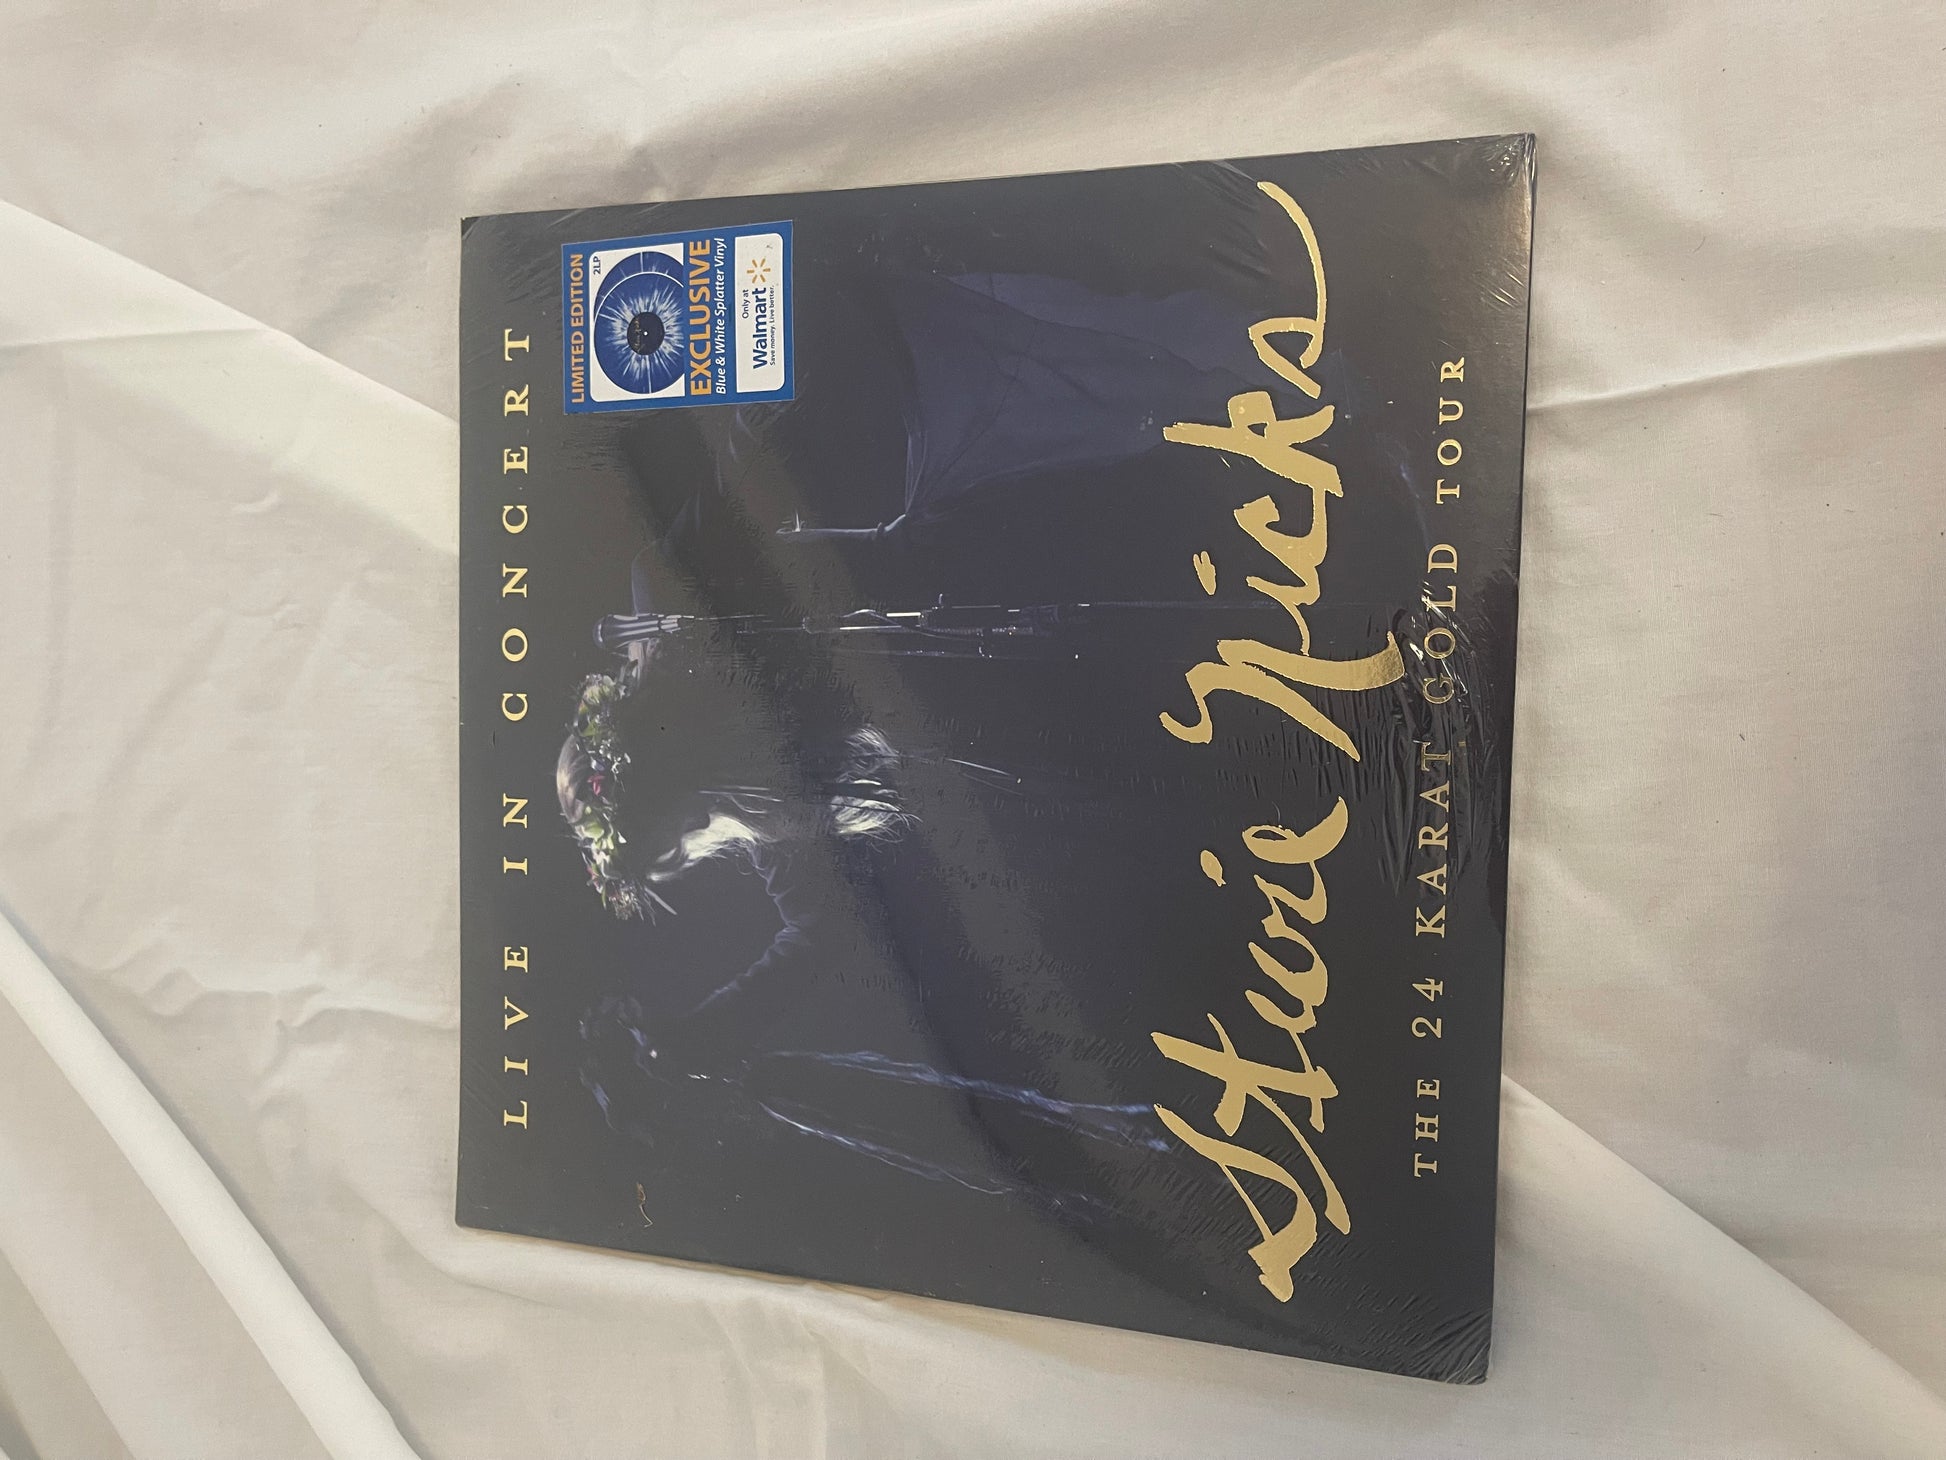 LIVE IN CONCERT
LIMITED EDITION
2LP
EXCLUSIVE
Blue & White Splatter Vinyl
Only at
Walmart
Save money. Live better.
Stevie Nicks
THE 24 KARAT GOLD TOUR